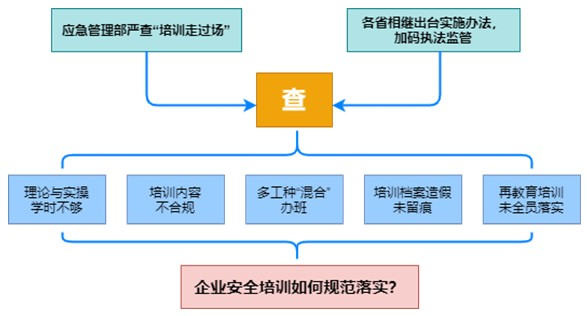 应急管理部严查“培训走过场”
各省相继出台实施办法，
加码执法监管
查
理论与实操
学时不够
培训内容
不合规
多工种“混合”
办班
培训档案造假
未留痕
再教育培训
未全员落实
企业安全培训如何规范落实？